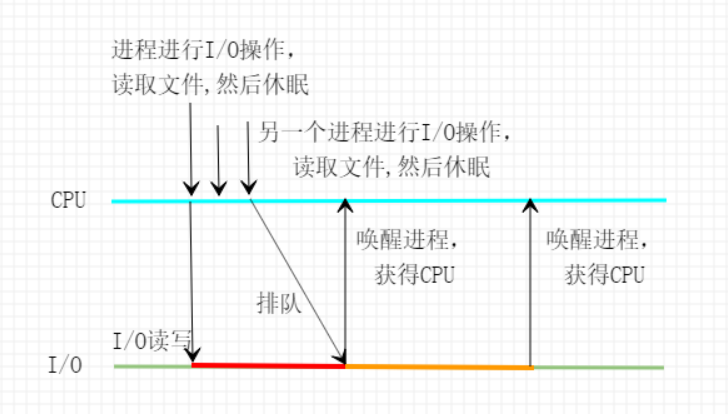 进程进行I/O操作，
读取文件,然后休眠
另一个进程进行I/O操作，
读取文件,然后休眠
CPU
唤醒进程，
获得CPU
唤醒进程，
获得CPU
排队
I/O读写
I/O